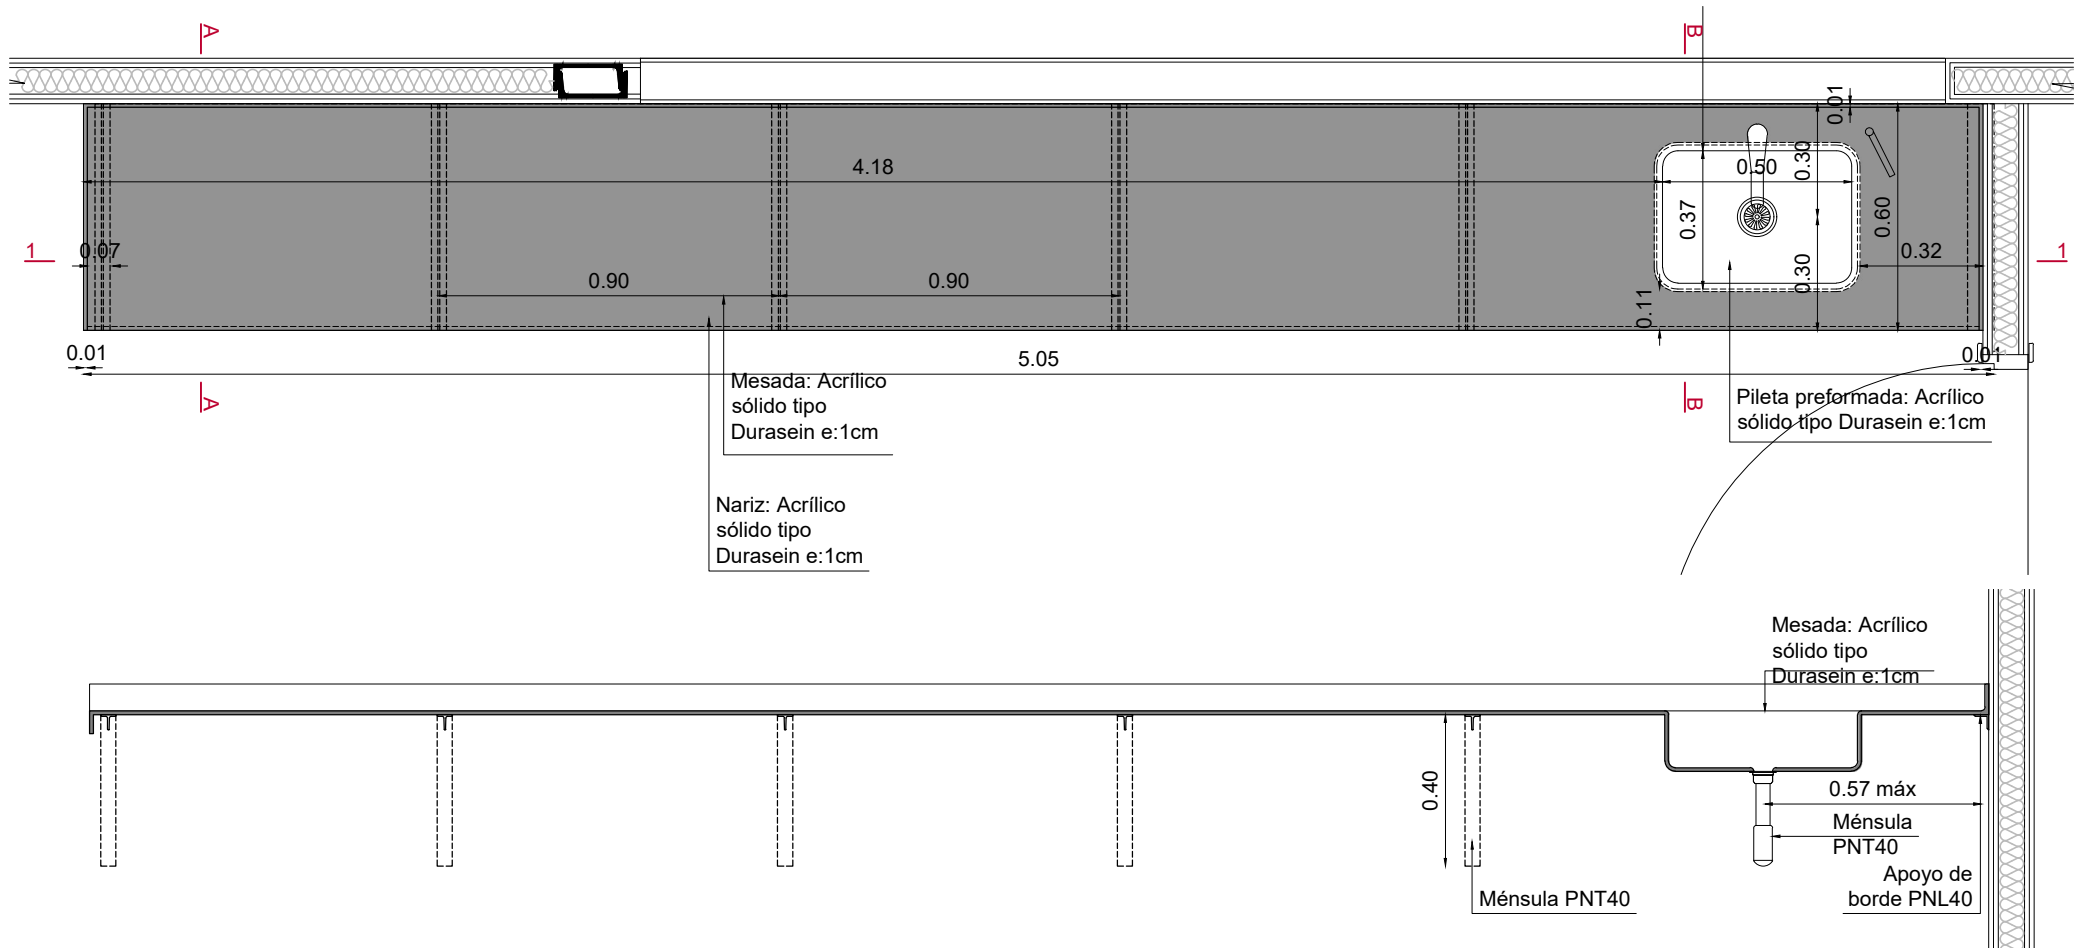 A
B
0.01
4.18
0.50
0.30
0.37
0.60
1
0.07
0.32
1
0.90
0.90
0.30
0.11
0.01
5.05
0.01
A
B
Mesada: Acrílico
sólido tipo
Durasein e:1cm
Pileta preformada: Acrílico
sólido tipo Durasein e:1cm
Nariz: Acrílico
sólido tipo
Durasein e:1cm
Mesada: Acrílico
sólido tipo
Durasein e:1cm
0.40
0.57 máx
Ménsula
PNT40
Ménsula PNT40
Apoyo de
borde PNL40